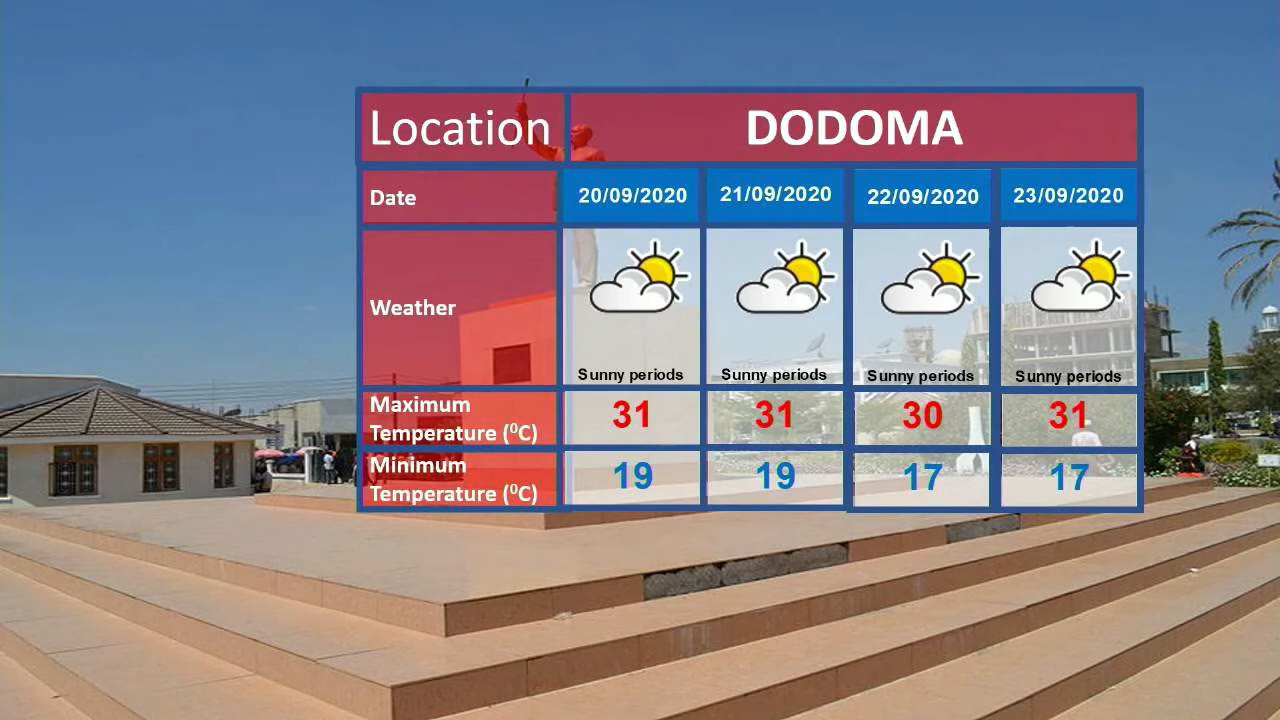 Location DODOMA
Date 20/09/2020 21/09/2020 22/09/2020 23/09/2020
Weather Sunny periods Sunny periods Sunny periods Sunny periods
Maximum
Temperature (⁰C) 31 31 30 31
Minimum
Temperature (⁰C) 19 19 17 17